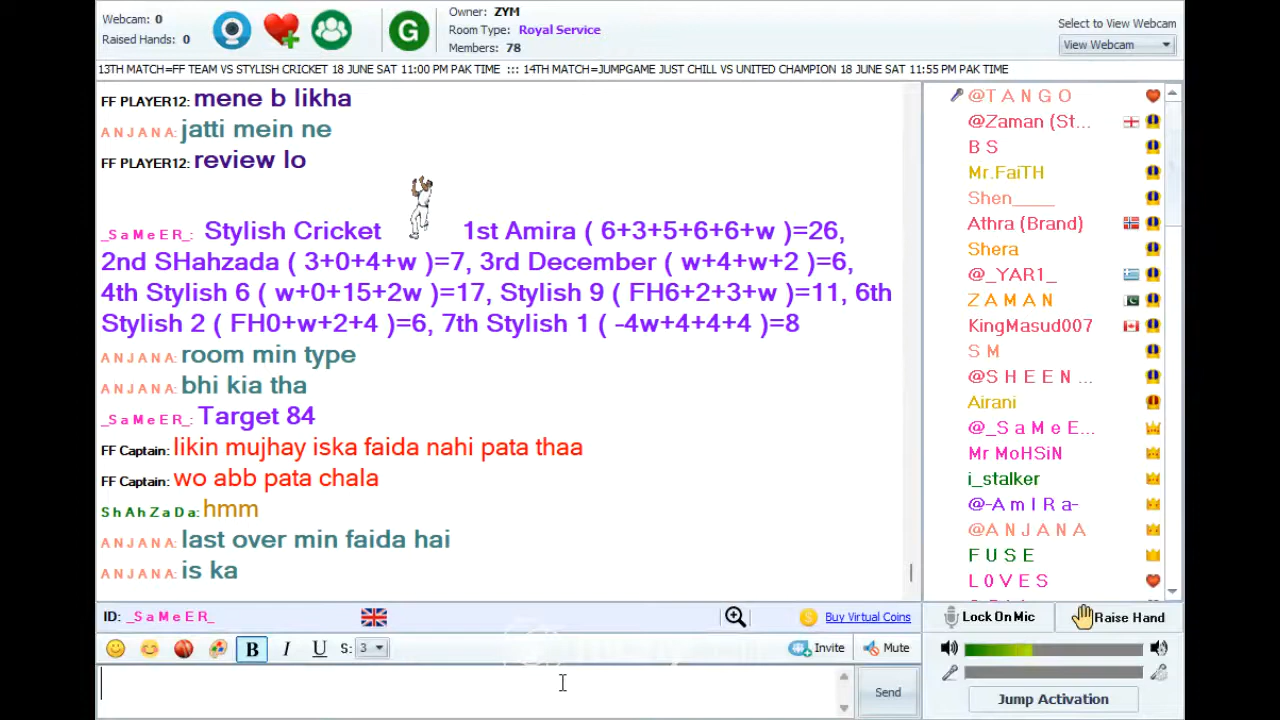 Webcam: 0
Raised Hands: 0
G
Owner: ZYM
Room Type: Royal Service
Members: 78
Select to View Webcam
View Webcam
13TH MATCH=FF TEAM VS STYLISH CRICKET 18 JUNE SAT 11:00 PM PAK TIME ::: 14TH MATCH=JUMPGAME JUST CHILL VS UNITED CHAMPION 18 JUNE SAT 11:55 PM PAK TIME
FF PLAYER12: mene b likha
A N J A N A: jatti mein ne
FF PLAYER12: review lo
_S a M e E R_: Stylish Cricket 1st Amira ( 6+3+5+6+6+w )=26,
2nd SHahzada ( 3+0+4+w )=7, 3rd December ( w+4+w+2 )=6,
4th Stylish 6 ( w+0+15+2w )=17, Stylish 9 ( FH6+2+3+w )=11, 6th
Stylish 2 ( FH0+w+2+4 )=6, 7th Stylish 1 ( -4w+4+4+4 )=8
A N J A N A: room min type
A N J A N A: bhi kia tha
_S a M e E R_: Target 84
FF Captain: likin mujhay iska faida nahi pata thaa
FF Captain: wo abb pata chala
S h A h Z a D a: hmm
A N J A N A: last over min faida hai
A N J A N A: is ka
@T A N G O
@Zaman (St...
B S
Mr.FaiTH
Shen____
Athra (Brand)
Shera
@_YAR1_
Z A M A N
KingMasud007
S M
@S H E E N ...
Airani
@_S a M e E...
Mr MoHSiN
i_stalker
@-A m I R a-
@A N J A N A
F U S E
L 0 V E S
ID: _S a M e E R_
Buy Virtual Coins
Lock On Mic
Raise Hand
B I U S: 3
Invite
Mute
Send
Jump Activation